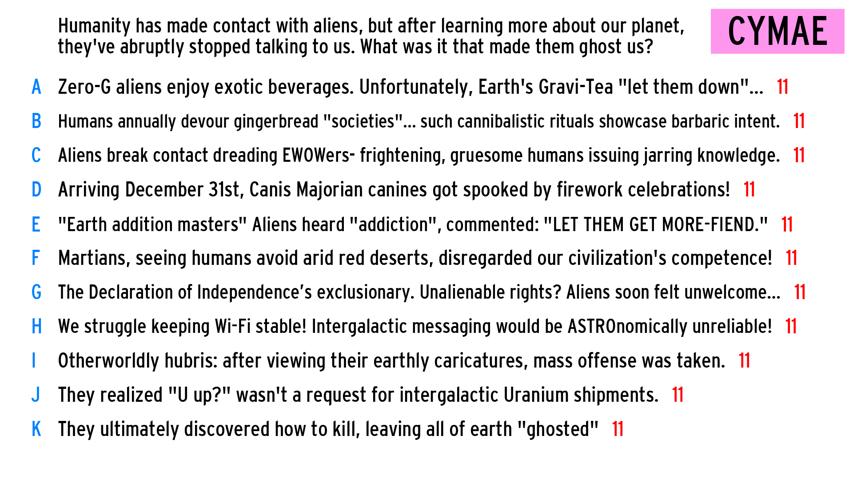 Humanity has made contact with aliens, but after learning more about our planet,
they've abruptly stopped talking to us. What was it that made them ghost us?
CYMAE
A Zero-G aliens enjoy exotic beverages. Unfortunately, Earth's Gravi-Tea "let them down"... 11
B Humans annually devour gingerbread "societies"... such cannibalistic rituals showcase barbaric intent. 11
C Aliens break contact dreading EWOWers- frightening, gruesome humans issuing jarring knowledge. 11
D Arriving December 31st, Canis Majorian canines got spooked by firework celebrations! 11
E "Earth addition masters" Aliens heard "addiction", commented: "LET THEM GET MORE-FIEND." 11
F Martians, seeing humans avoid arid red deserts, disregarded our civilization's competence! 11
G The Declaration of Independence’s exclusionary. Unalienable rights? Aliens soon felt unwelcome... 11
H We struggle keeping Wi-Fi stable! Intergalactic messaging would be ASTROnomically unreliable! 11
I Otherworldly hubris: after viewing their earthly caricatures, mass offense was taken. 11
J They realized "U up?" wasn't a request for intergalactic Uranium shipments. 11
K They ultimately discovered how to kill, leaving all of earth "ghosted" 11